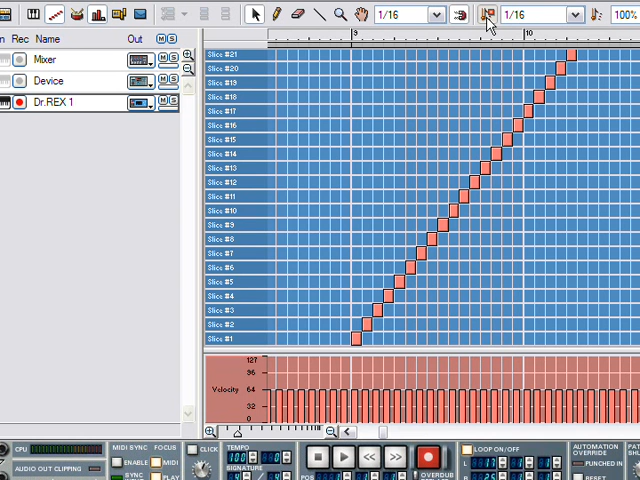 1/16
1/16
100%
Rec
Name
Out
M S
9
10
Mixer
M S
Device
M S
Dr.REX 1
M S
Slice #21
Slice #20
Slice #19
Slice #18
Slice #17
Slice #16
Slice #15
Slice #14
Slice #13
Slice #12
Slice #11
Slice #10
Slice #9
Slice #8
Slice #7
Slice #6
Slice #5
Slice #4
Slice #3
Slice #2
Slice #1
Velocity
127
96
64
32
0
CPU
AUDIO OUT CLIPPING
MIDI SYNC
FOCUS
ENABLE
MIDI
PLAY
CLICK
TEMPO
100
SIGNATURE
4 / 4
POS
OVERDUB
LOOP ON/OFF
L
R
AUTOMATION
OVERRIDE
PUNCHED IN
RESET